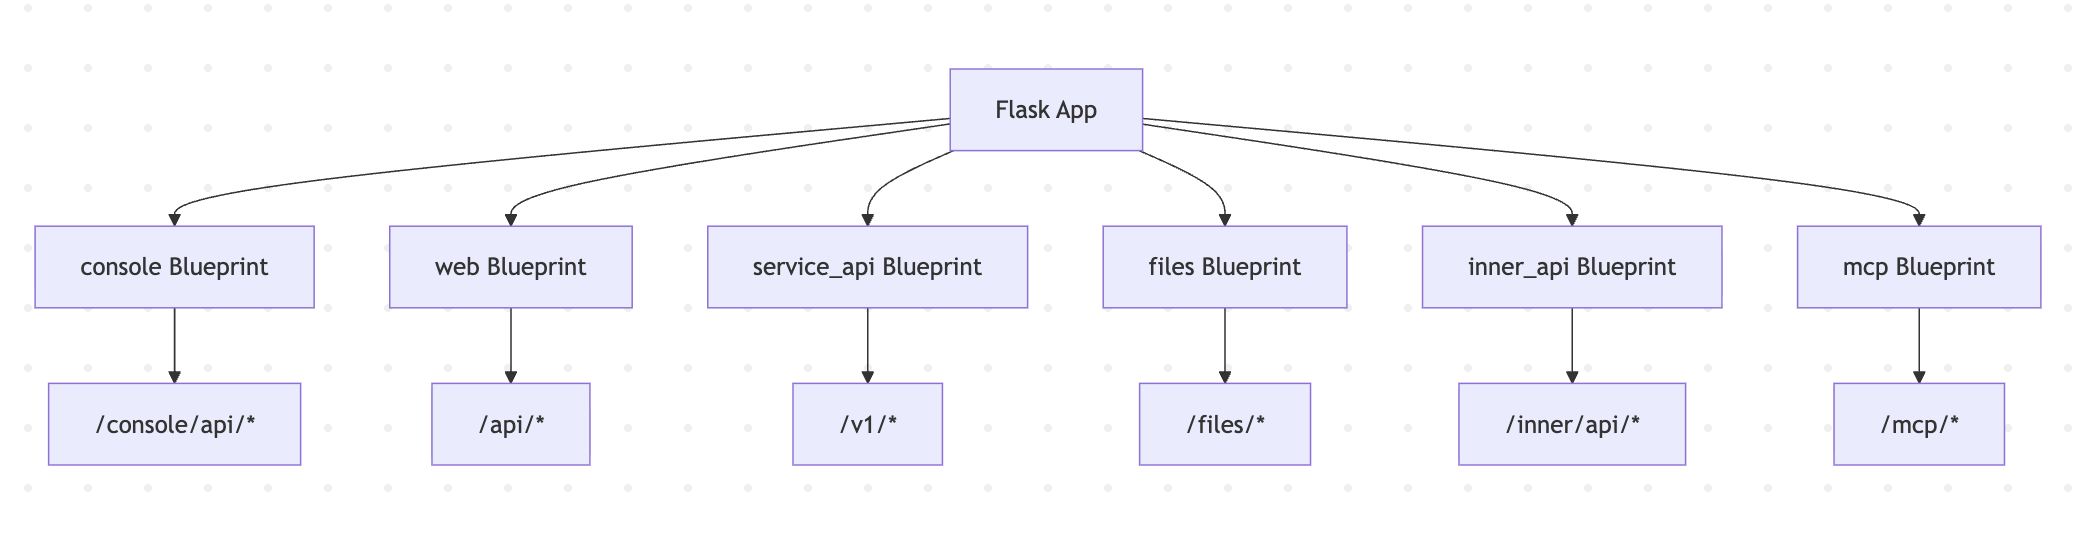 Flask App
console Blueprint
web Blueprint
service_api Blueprint
files Blueprint
inner_api Blueprint
mcp Blueprint
/console/api/*
/api/*
/v1/*
/files/*
/inner/api/*
/mcp/*